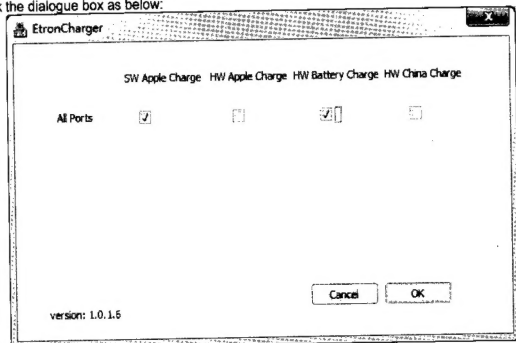 the dialogue box as below:
EtronCharger
SW Apple Charge HW Apple Charge HW Battery Charge HW China Charge
All Ports
Cancel OK
version: 1.0.1.5